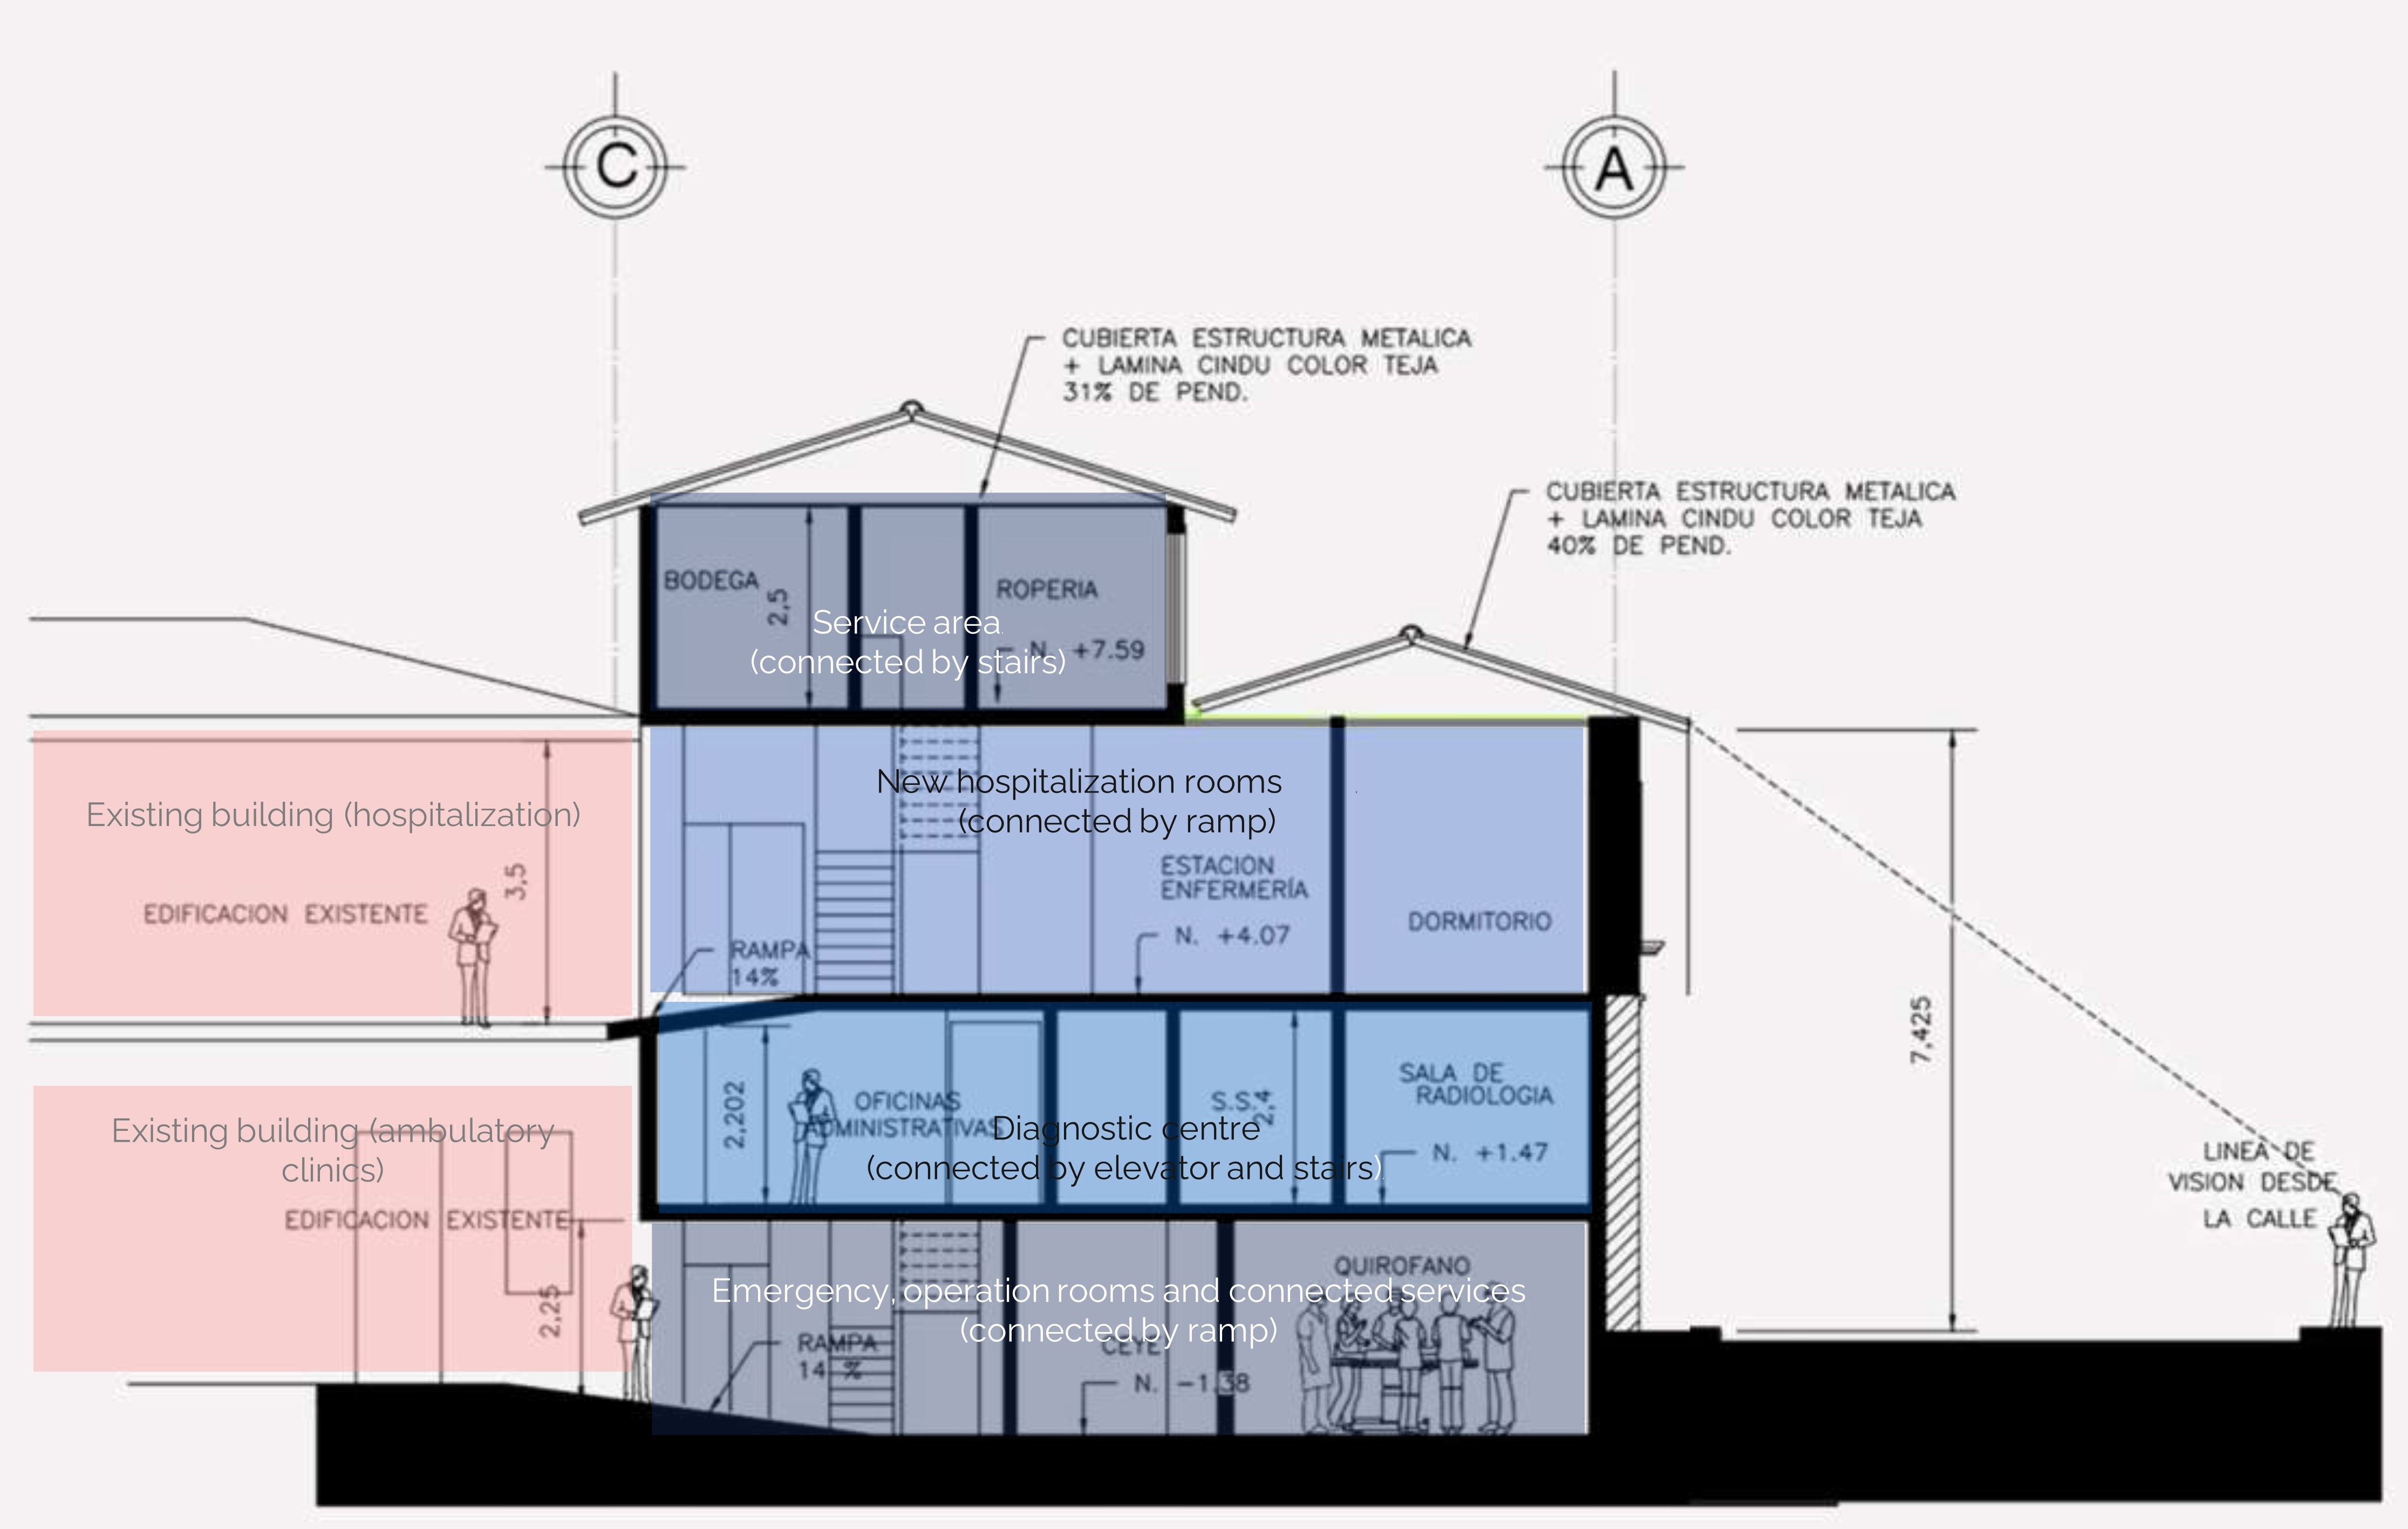 C
A
CUBIERTA ESTRUCTURA METALICA
+ LAMINA CINDU COLOR TEJA
31% DE PEND.
CUBIERTA ESTRUCTURA METALICA
+ LAMINA CINDU COLOR TEJA
40% DE PEND.
BODEGA
2,5
ROPERIA
N. +7.59
Service area
(connected by stairs)
Existing building (hospitalization)
EDIFICACION EXISTENTE
3,5
New hospitalization rooms
(connected by ramp)
ESTACION
ENFERMERÍA
N. +4.07
DORMITORIO
RAMPA
14%
7,425
Existing building (ambulatory
clinics)
EDIFICACION EXISTENTE
2,25
2,202
OFICINAS
ADMINISTRATIVAS
S.S.
2,4
SALA DE
RADIOLOGIA
N. +1.47
Diagnostic centre
(connected by elevator and stairs)
LINEA DE
VISION DESDE
LA CALLE
QUIROFANO
Emergency, operation rooms and connected services
(connected by ramp)
RAMPA
14 %
CEYE
N. -1.38